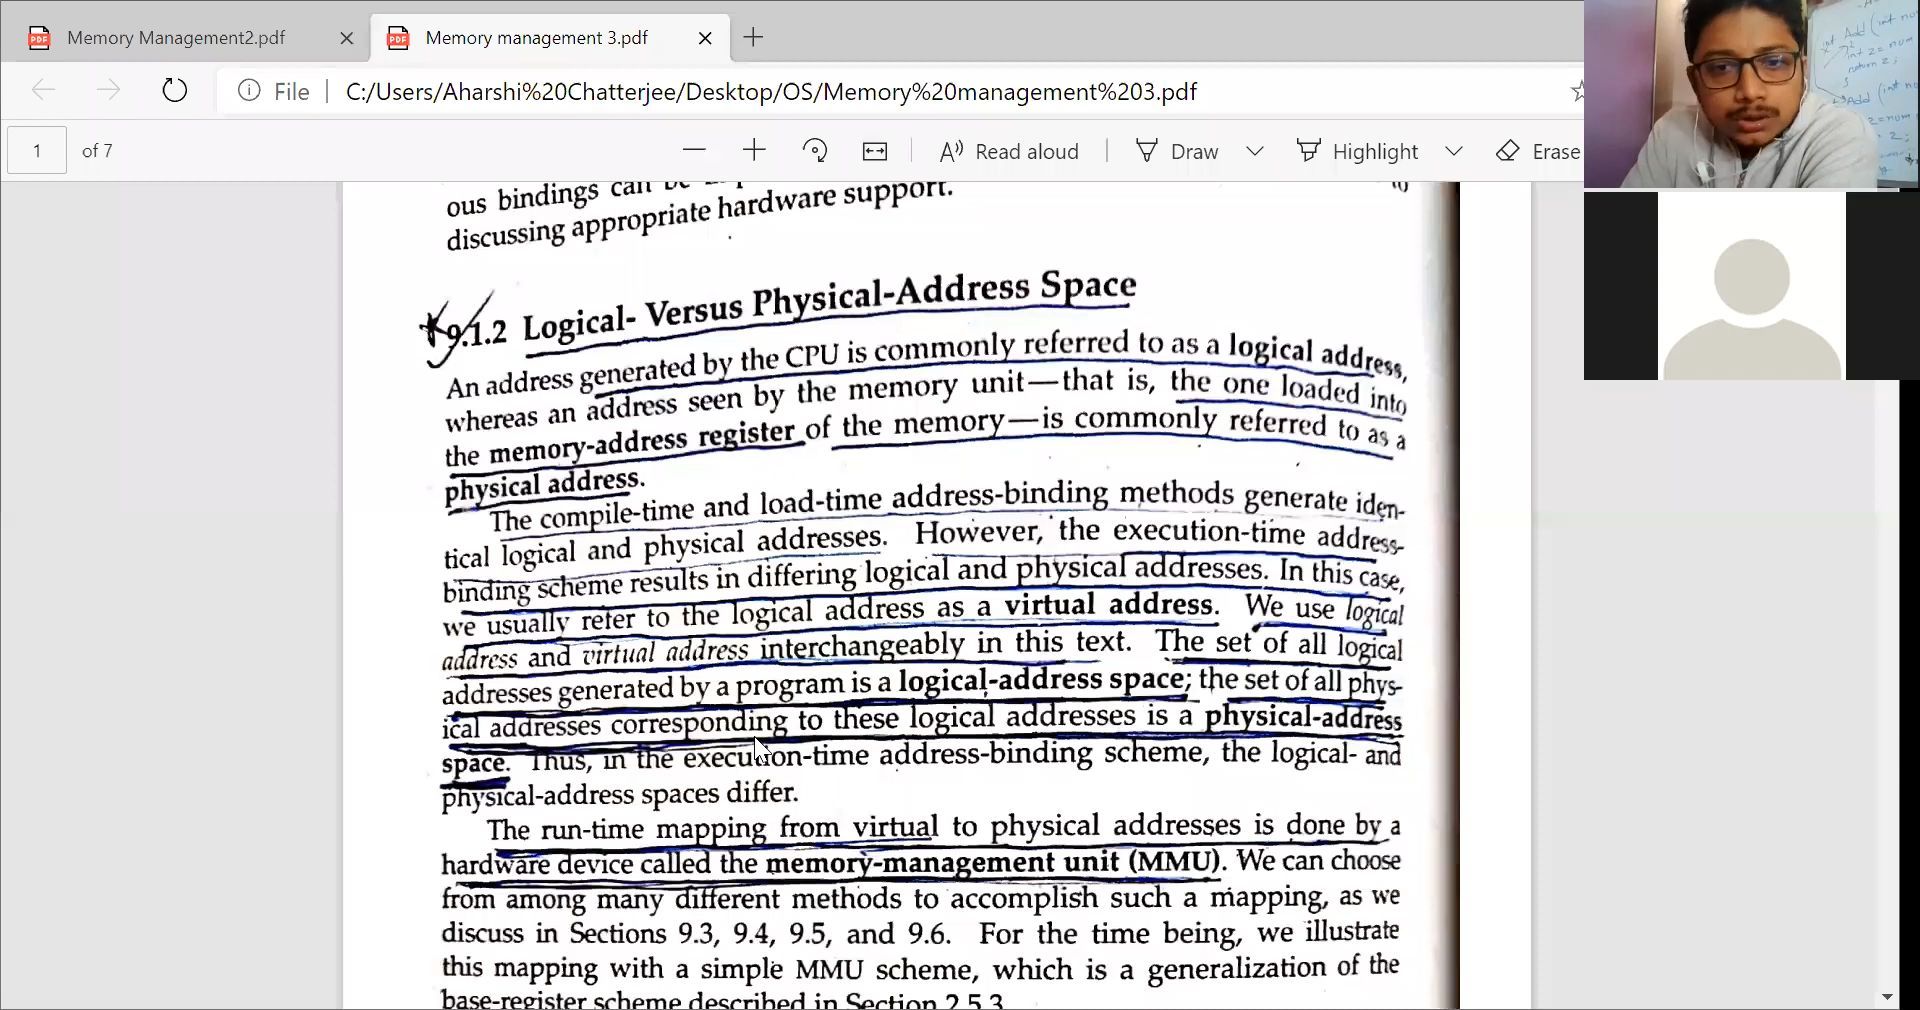 Memory Management2.pdf
Memory management 3.pdf
File
C:/Users/Aharshi%20Chatterjee/Desktop/OS/Memory%20management%203.pdf
1 of 7
Read aloud
Draw
Highlight
Erase
ous bindings can be
discussing appropriate hardware support.
9.1.2 Logical- Versus Physical-Address Space
An address generated by the CPU is commonly referred to as a logical address,
whereas an address seen by the memory unit—that is, the one loaded into
the memory-address register of the memory—is commonly referred to as a
physical address.
The compile-time and load-time address-binding methods generate iden-
tical logical and physical addresses. However, the execution-time address-
binding scheme results in differing logical and physical addresses. In this case,
we usually refer to the logical address as a virtual address. We use logical
address and virtual address interchangeably in this text. The set of all logical
addresses generated by a program is a logical-address space; the set of all phys-
ical addresses corresponding to these logical addresses is a physical-address
space. Thus, in the execution-time address-binding scheme, the logical- and
physical-address spaces differ.
The run-time mapping from virtual to physical addresses is done by a
hardware device called the memory-management unit (MMU). We can choose
from among many different methods to accomplish such a mapping, as we
discuss in Sections 9.3, 9.4, 9.5, and 9.6. For the time being, we illustrate
this mapping with a simple MMU scheme, which is a generalization of the
base-register scheme described in Section 2.5.3.